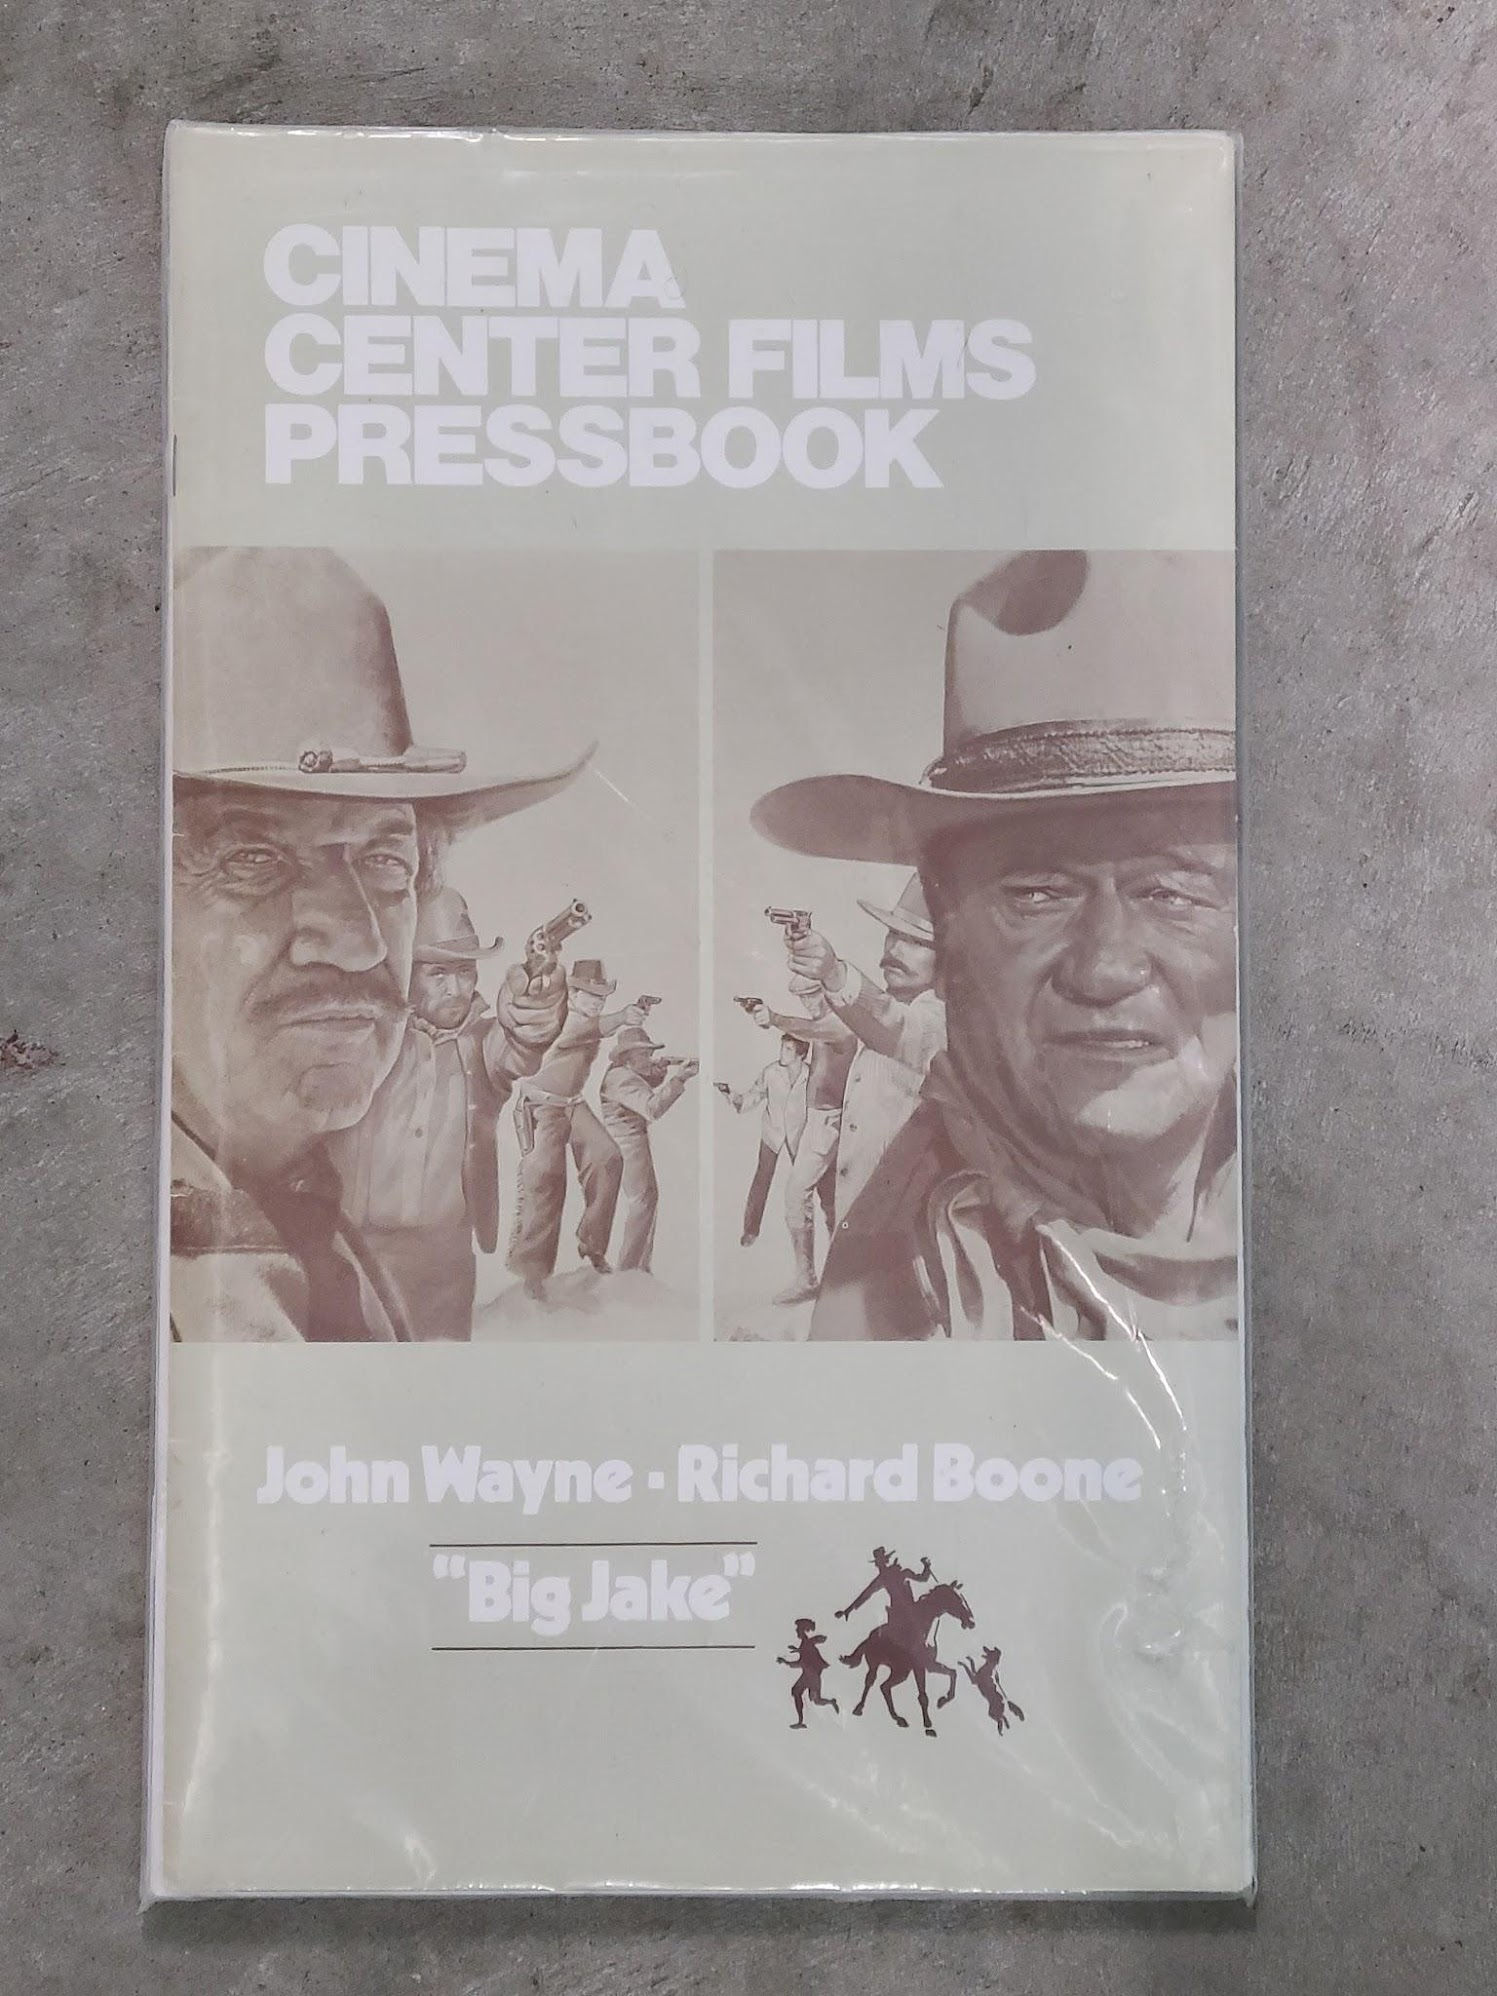 CINEMA
CENTER FILMS
PRESSBOOK
John Wayne • Richard Boone
"Big Jake"